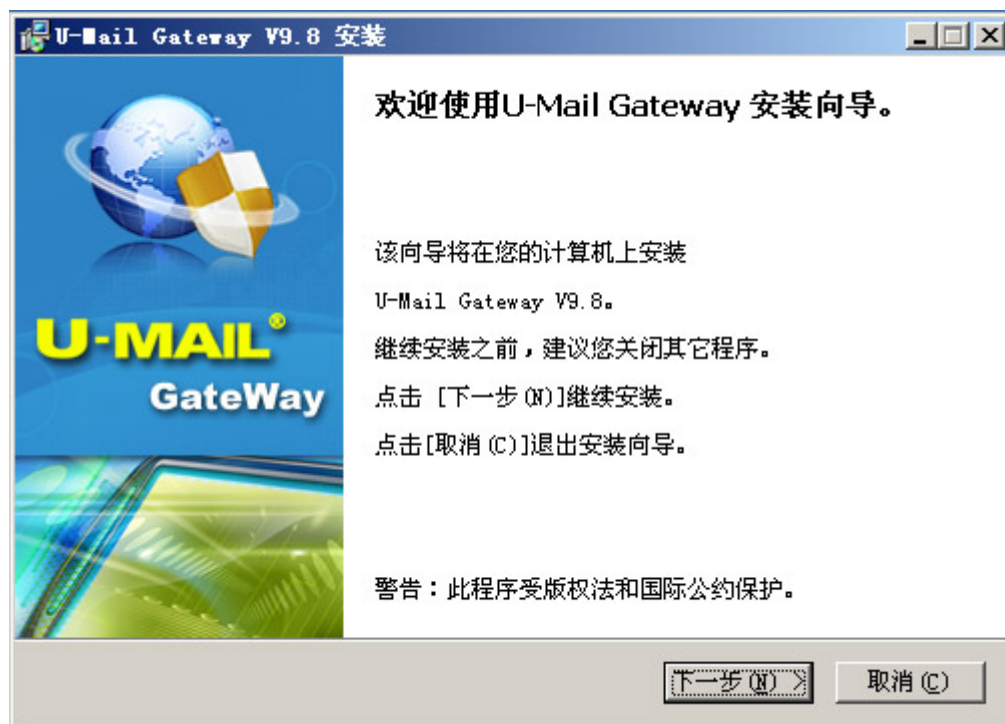 U-Mail Gateway V9.8 安装
欢迎使用U-Mail Gateway 安装向导。
U-MAIL®
GateWay
该向导将在您的计算机上安装
U-Mail Gateway V9.8。
继续安装之前,建议您关闭其它程序。
点击 [下一步(N)]继续安装。
点击[取消(C)]退出安装向导。
警告:此程序受版权法和国际公约保护。
下一步(N) >
取消(C)